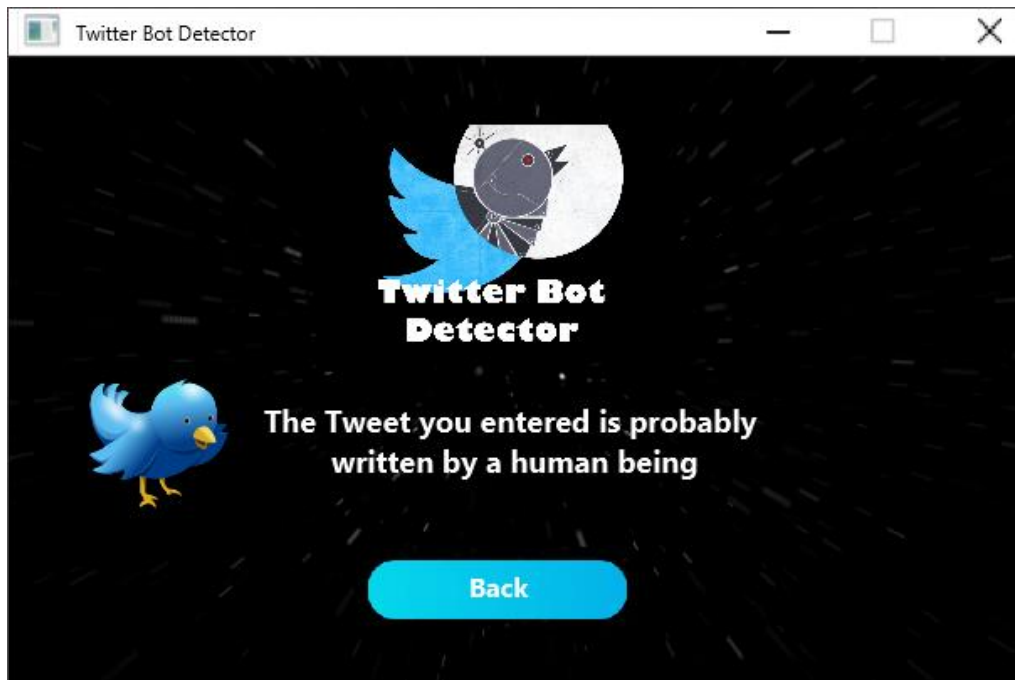 Twitter Bot Detector
Twitter Bot
Detector
The Tweet you entered is probably
written by a human being
Back